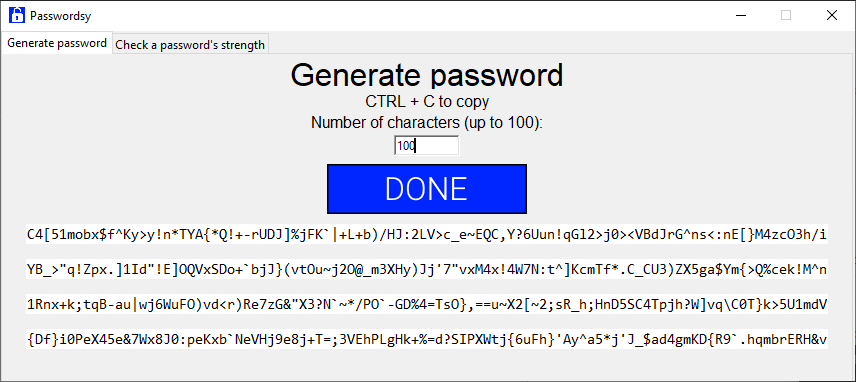 Passwordsy
Generate password
Check a password's strength
Generate password
CTRL + C to copy
Number of characters (up to 100):
100
DONE
C4[51mobx$f^Ky>y!n*TYA{*Q!+-rUDJ]%jFK`|+L+b)/HJ:2LV>c_e~EQC,Y?6Uun!qGl2>j0><VBdJrG^ns<:nE[}M4zcO3h/i
YB_>"q!Zpx.]1Id"!E]OQVxSDo+`bjJ}(vtOu~j2O@_m3XHy)Jj'7"vxM4x!4W7N:t^]KcmTf*.C_CU3)ZX5ga$Ym{>Q%cek!M^n
1Rnx+k;tqB-au|wj6WuFO)vd<r)Re7zG&"X3?N`~*/PO`-GD%4=TsO},==u~X2[~2;sR_h;HnD5SC4Tpjh?W]vq\C0T}k>5U1mdV
{Df}i0PeX45e&7Wx8J0:peKxb`NeVHj9e8j+T=;3VEhPLgHk+%=d?SIPXWtj{6uFh}'Ay^a5*j'J_$ad4gmKD{R9`.hqmbrERH&v